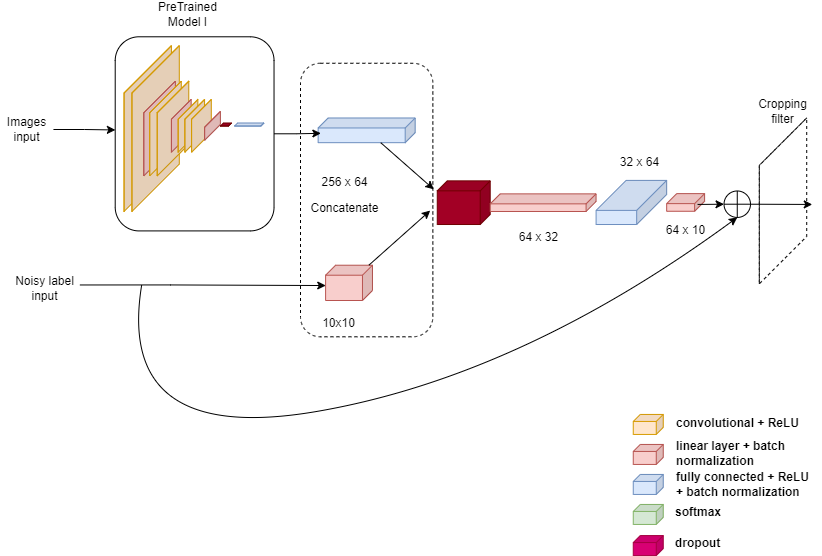 PreTrained
Model I
Images
input
Cropping
filter
256 x 64
Concatenate
32 x 64
64 x 32
64 x 10
Noisy label
input
10x10
convolutional + ReLU
linear layer + batch
normalization
fully connected + ReLU
+ batch normalization
softmax
dropout